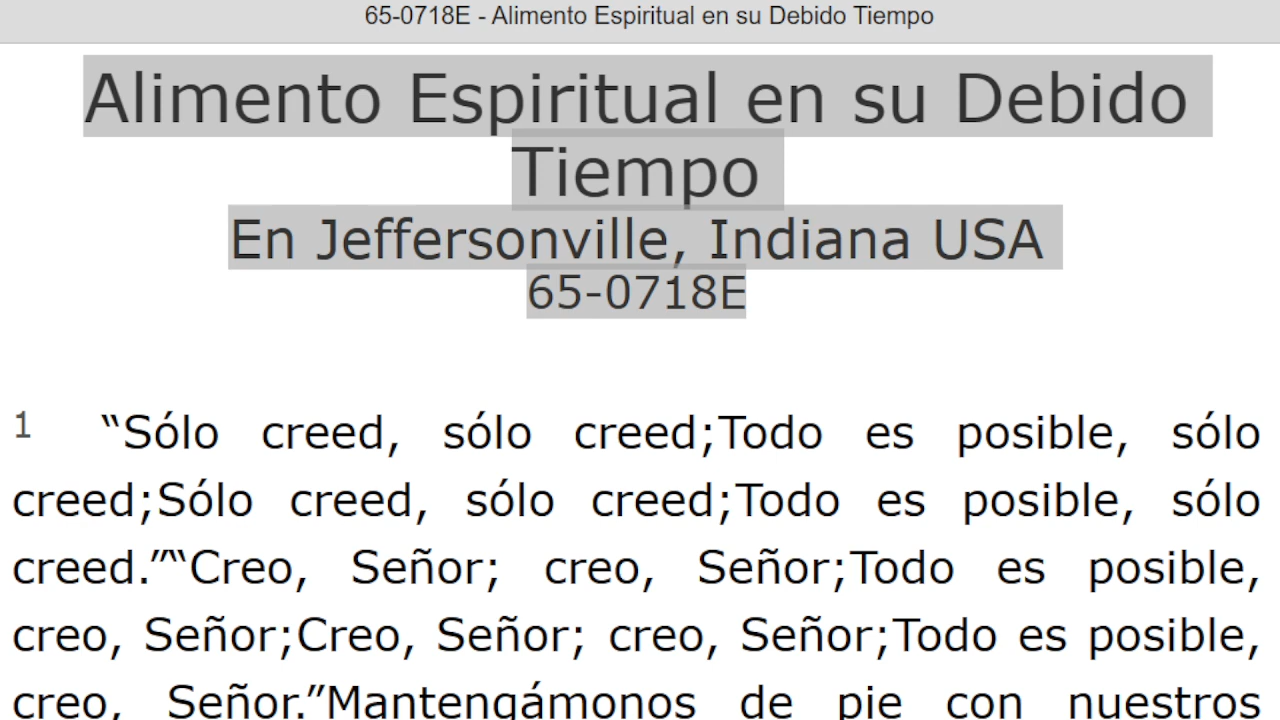 65-0718E - Alimento Espiritual en su Debido Tiempo
Alimento Espiritual en su Debido
Tiempo
En Jeffersonville, Indiana USA
65-0718E
1 “Sólo creed, sólo creed;Todo es posible, sólo
creed;Sólo creed, sólo creed;Todo es posible, sólo
creed.”“Creo, Señor; creo, Señor;Todo es posible,
creo, Señor;Creo, Señor; creo, Señor;Todo es posible,
creo, Señor.”Mantengámonos de pie con nuestros